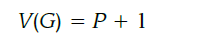 V(G) = P + 1